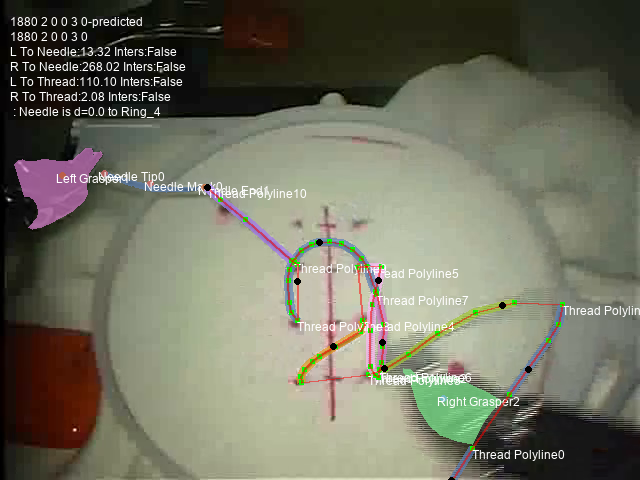 1880 2 0 0 3 0-predicted
1880 2 0 0 3 0
L To Needle:13.32 Inters:False
R To Needle:268.02 Inters:False
L To Thread:110.10 Inters:False
R To Thread:2.08 Inters:False
: Needle is d=0.0 to Ring_4
Left Grasper
Needle Tip0
Thread Polyline10
Thread Polyline5
Thread Polyline7
Thread Polyline4
Right Grasper2
Thread Polyline0